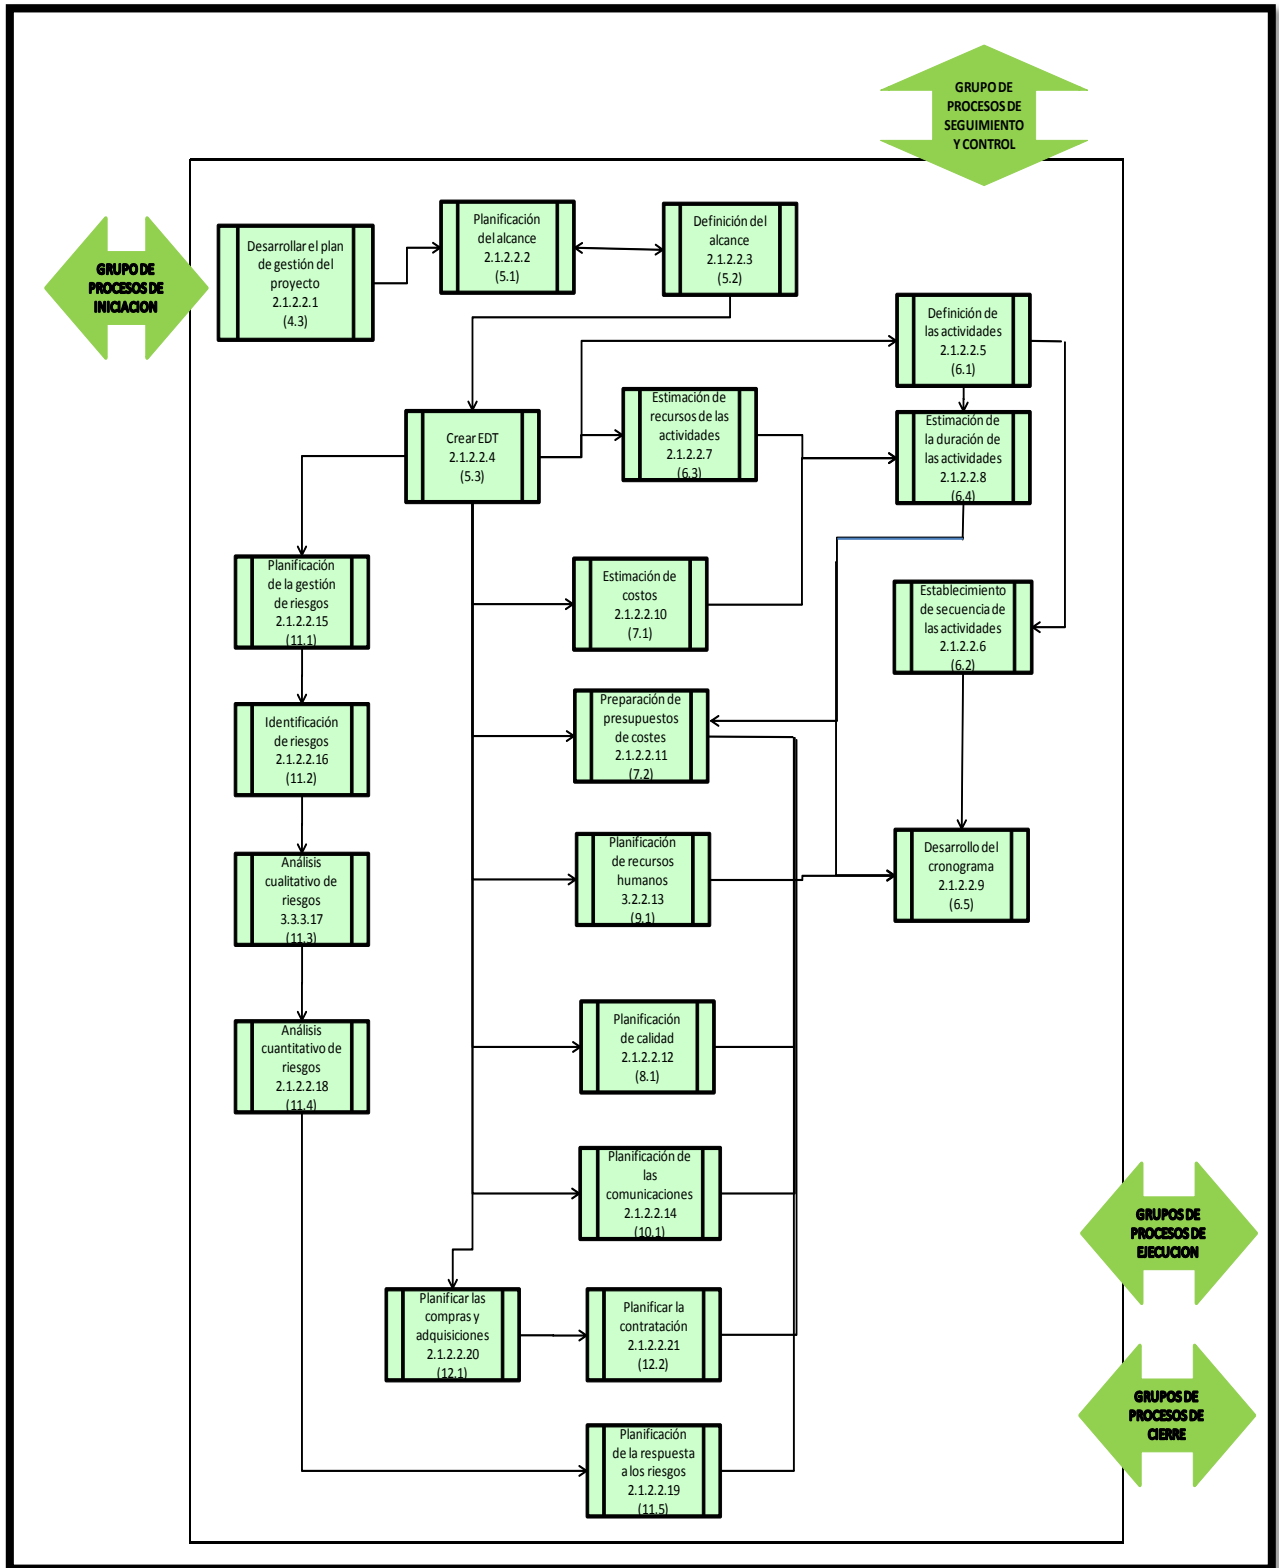 GRUPO DE
PROCESOS DE
SEGUIMIENTO
Y CONTROL
GRUPO DE
PROCESOS DE
INICIACION
Desarrollar el plan
de gestión del
proyecto
2.1.2.2.1
(4.3)
Planificación
del alcance
2.1.2.2.2
(5.1)
Definición del
alcance
2.1.2.2.3
(5.2)
Definición de
las actividades
2.1.2.2.5
(6.1)
Crear EDT
2.1.2.2.4
(5.3)
Estimación de
recursos de las
actividades
2.1.2.2.7
(6.3)
Estimación de
la duración de
las actividades
2.1.2.2.8
(6.4)
Planificación
de la gestión
de riesgos
2.1.2.2.15
(11.1)
Estimación de
costos
2.1.2.2.10
(7.1)
Establecimiento
de secuencia de
las actividades
2.1.2.2.6
(6.2)
Identificación
de riesgos
2.1.2.2.16
(11.2)
Preparación de
presupuestos
de costes
2.1.2.2.11
(7.2)
Análisis
cualitativo de
riesgos
3.3.3.17
(11.3)
Planificación
de recursos
humanos
3.2.2.13
(9.1)
Desarrollo del
cronograma
2.1.2.2.9
(6.5)
Análisis
cuantitativo de
riesgos
2.1.2.2.18
(11.4)
Planificación
de calidad
2.1.2.2.12
(8.1)
Planificación de
las
comunicaciones
2.1.2.2.14
(10.1)
GRUPOS DE
PROCESOS DE
EJECUCION
Planificar las
compras y
adquisiciones
2.1.2.2.20
(12.1)
Planificar la
contratación
2.1.2.2.21
(12.2)
GRUPOS DE
PROCESOS DE
CIERRE
Planificación
de la respuesta
a los riesgos
2.1.2.2.19
(11.5)